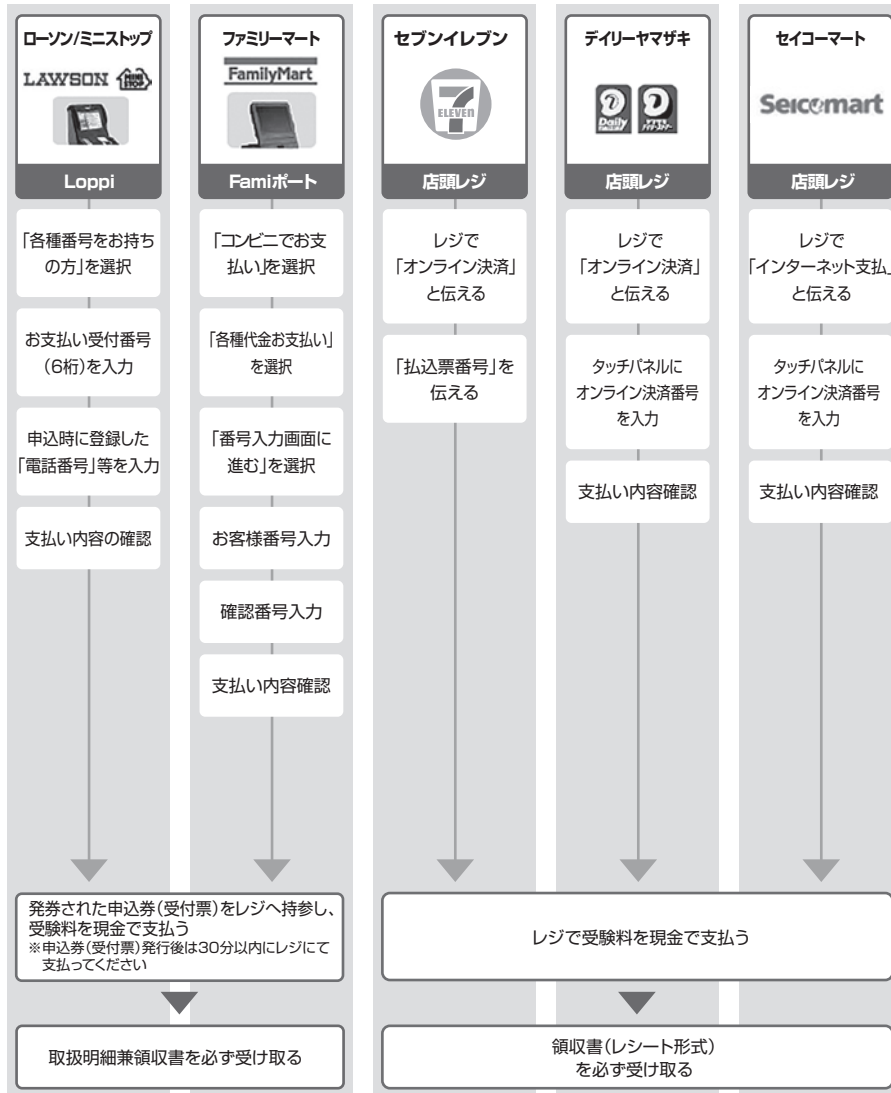 ローソン/ミニストップ
LAWSON
MINI
STOP
Loppi
「各種番号をお持ち
の方」を選択
お支払い受付番号
(6桁)を入力
申込時に登録した
「電話番号」等を入力
支払い内容の確認
ファミリーマート
FamilyMart
Famiポート
「コンビニでお支
払い」を選択
「各種代金お支払い」
を選択
「番号入力画面に
進む」を選択
お客様番号入力
確認番号入力
支払い内容確認
発券された申込券(受付票)をレジへ持参し、
受験料を現金で支払う
※申込券(受付票)発行後は30分以内にレジにて
支払ってください
取扱明細兼領収書を必ず受け取る
セブンイレブン
7
ELEVEN
店頭レジ
レジで
「オンライン決済」
と伝える
「払込票番号」を
伝える
デイリーヤマザキ
Daily
店頭レジ
レジで
「オンライン決済」
と伝える
タッチパネルに
オンライン決済番号
を入力
支払い内容確認
セイコーマート
Seicomart
店頭レジ
レジで
「インターネット支払」
と伝える
タッチパネルに
オンライン決済番号
を入力
支払い内容確認
レジで受験料を現金で支払う
領収書(レシート形式)
を必ず受け取る